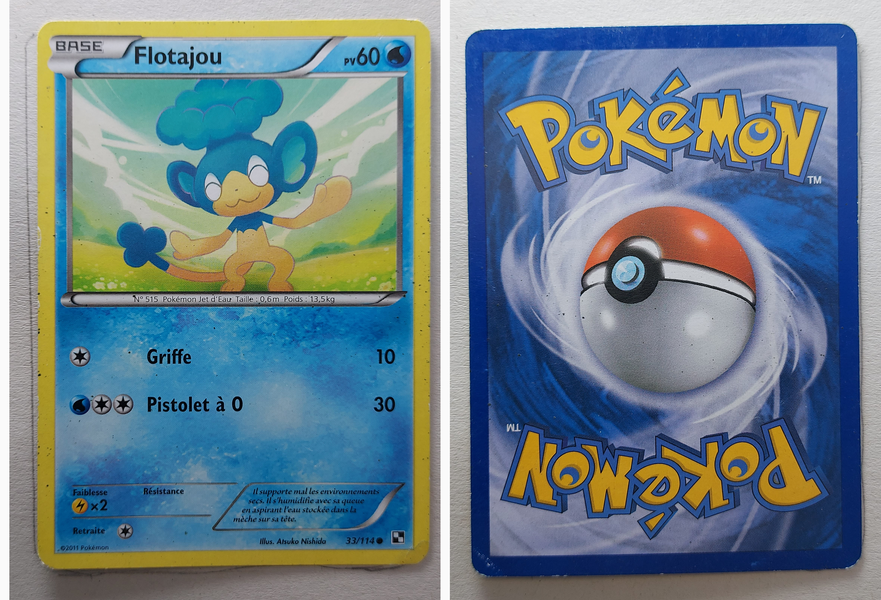 BASE Flotajou PV60
N° 515 Pokémon Jet d'Eau Taille : 0,6m Poids : 13,5kg
Griffe 10
Pistolet à O 30
Faiblesse Résistance
×2
Retraite
Il supporte mal les environnements
secs. Il s'humidifie avec sa queue
en aspirant l'eau stockée dans la
mèche sur sa tête.
©2011 Pokémon
Illus. Atsuko Nishida 33/114
POKéMON
TM
TM
POKéMON